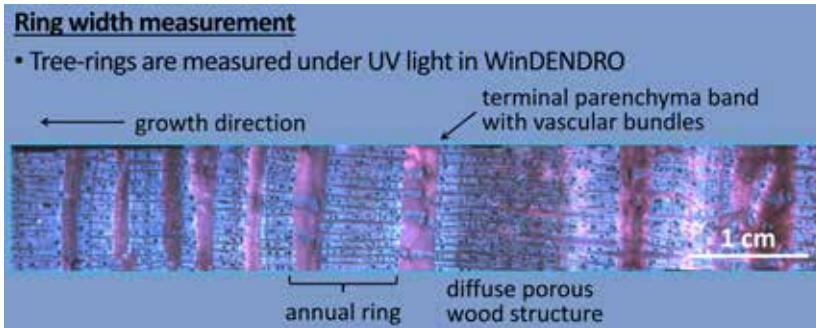 Ring width measurement
• Tree-rings are measured under UV light in WinDENDRO
terminal parenchyma band
with vascular bundles
growth direction
1 cm
annual ring
diffuse porous
wood structure